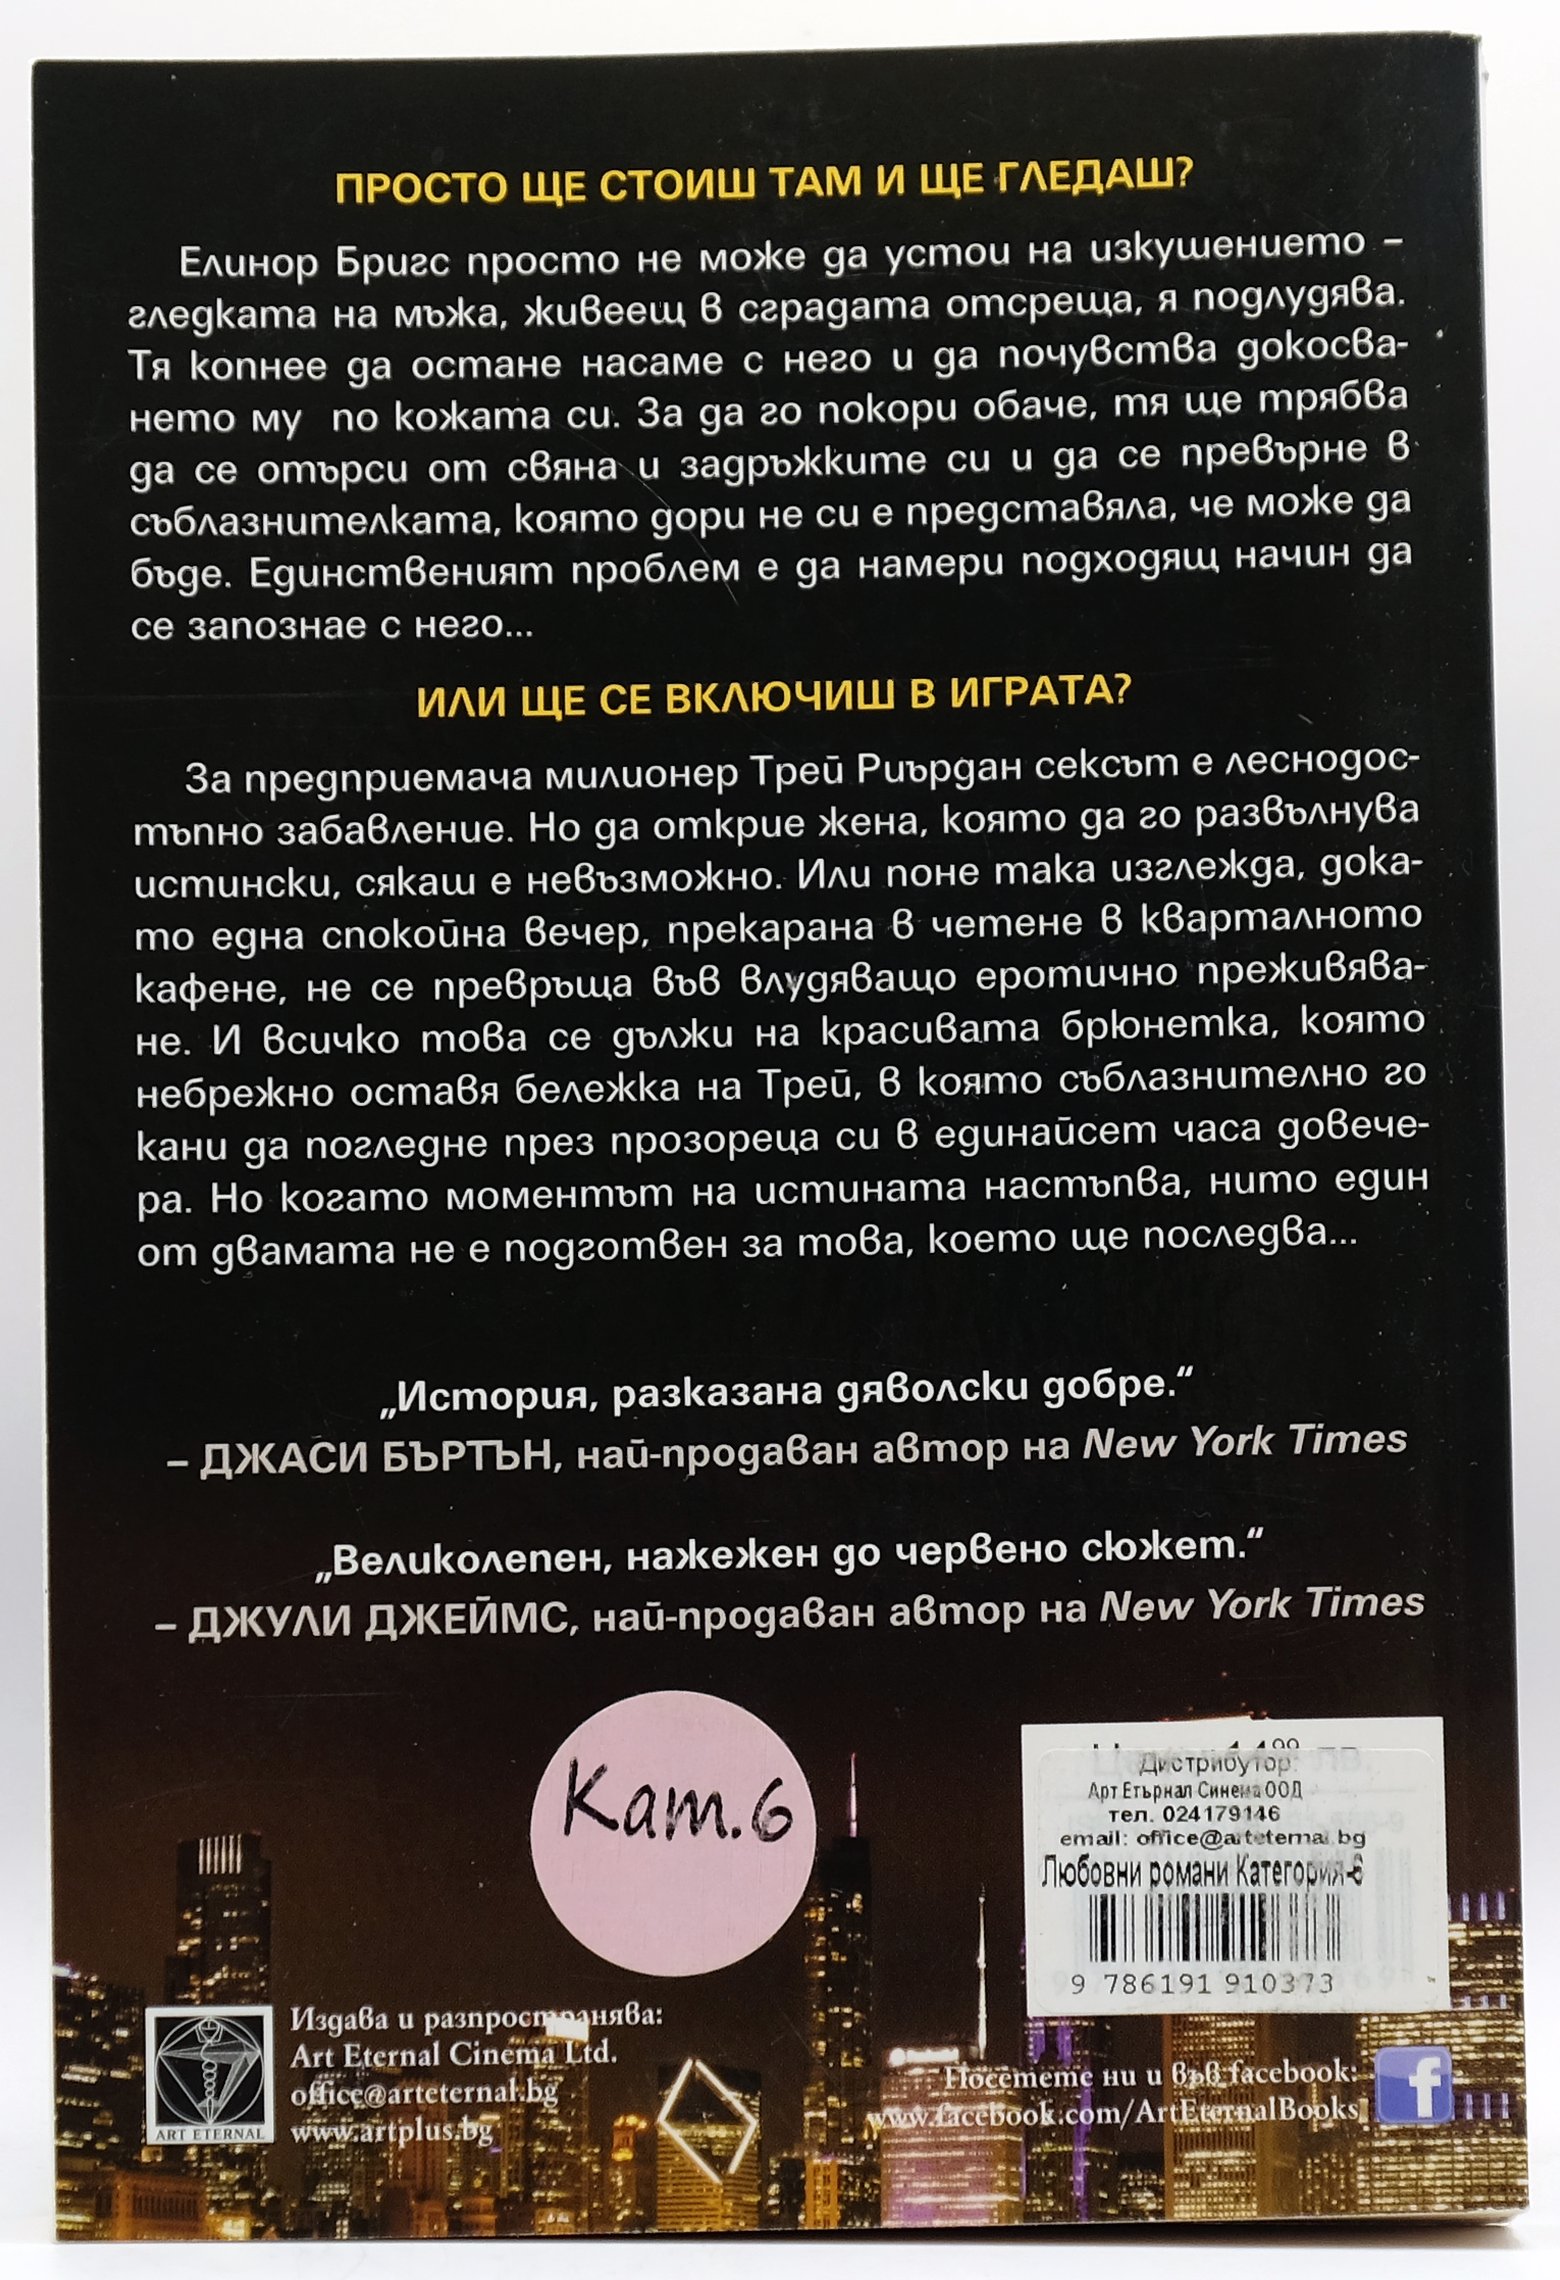 ПРОСТО ЩЕ СТОИШ ТАМ И ЩЕ ГЛЕДАШ?
Елинор Бригс просто не може да устои на изкушението –
гледката на мъжа, живеещ в сградата отсреща, я подлудява.
Тя копнее да остане насаме с него и да почувства докосва-
нето му по кожата си. За да го покори обаче, тя ще трябва
да се отърси от свяна и задръжките си и да се превърне в
съблазнителката, която дори не си е представяла, че може да
бъде. Единственият проблем е да намери подходящ начин да
се запознае с него...
ИЛИ ЩЕ СЕ ВКЛЮЧИШ В ИГРАТА?
За предприемача милионер Трей Риърдан сексът е леснодос-
тъпно забавление. Но да открие жена, която да го развълнува
истински, сякаш е невъзможно. Или поне така изглежда, дока-
то една спокойна вечер, прекарана в четене в кварталното
кафене, не се превръща във влудяващо еротично преживява-
не. И всичко това се дължи на красивата брюнетка, която
небрежно оставя бележка на Трей, в която съблазнително го
кани да погледне през прозореца си в единайсет часа довече-
ра. Но когато моментът на истината настъпва, нито един
от двамата не е подготвен за това, което ще последва...
„История, разказана дяволски добре.“
– ДЖАСИ БЪРТЪН, най-продаван автор на New York Times
„Великолепен, нажежен до червено сюжет.“
– ДЖУЛИ ДЖЕЙМС, най-продаван автор на New York Times
Кат.6
Дистрибутор:
Арт Етърнал Синема ООД
тел. 024179146
email: office@arteternal.bg
Любовни романи Категория-6
9 786191 910373
Издава и разпространява:
Art Eternal Cinema Ltd.
office@arteternal.bg
www.artplus.bg
ART ETERNAL
Посетете ни и във facebook:
www.facebook.com/ArtEternalBooks
f